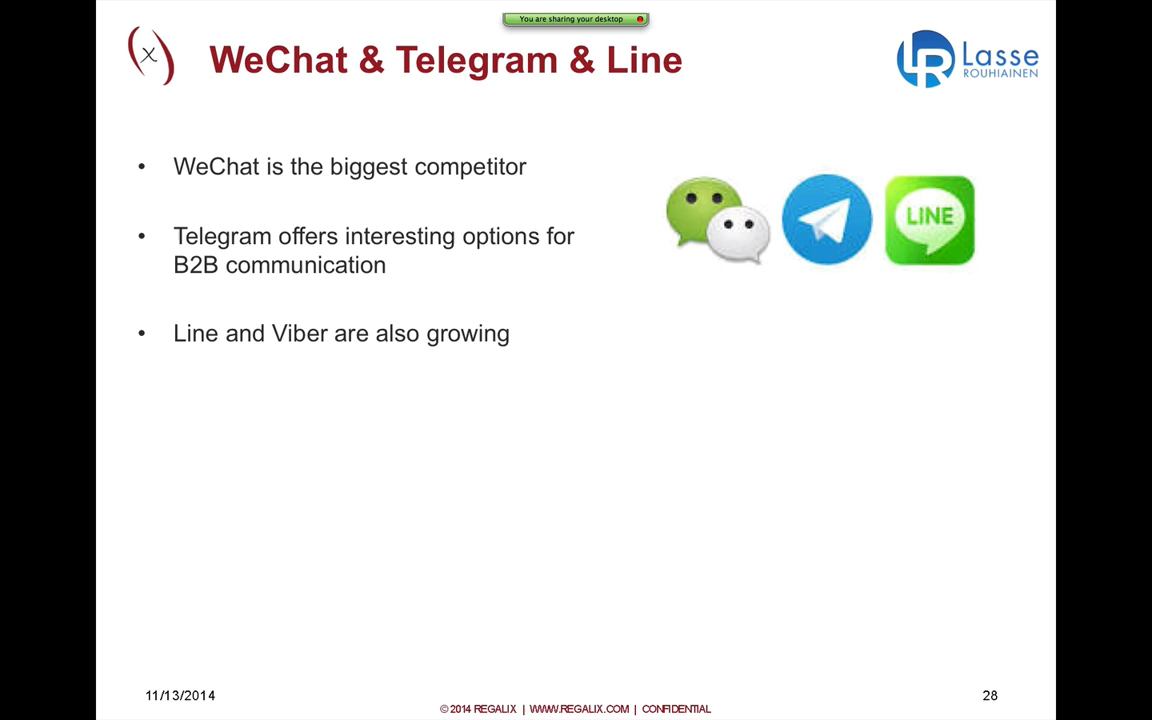 You are sharing your desktop
(x)
WeChat & Telegram & Line
LR Lasse
ROUHIAINEN
• WeChat is the biggest competitor
• Telegram offers interesting options for
B2B communication
LINE
• Line and Viber are also growing
11/13/2014
28
© 2014 REGALIX | WWW.REGALIX.COM | CONFIDENTIAL